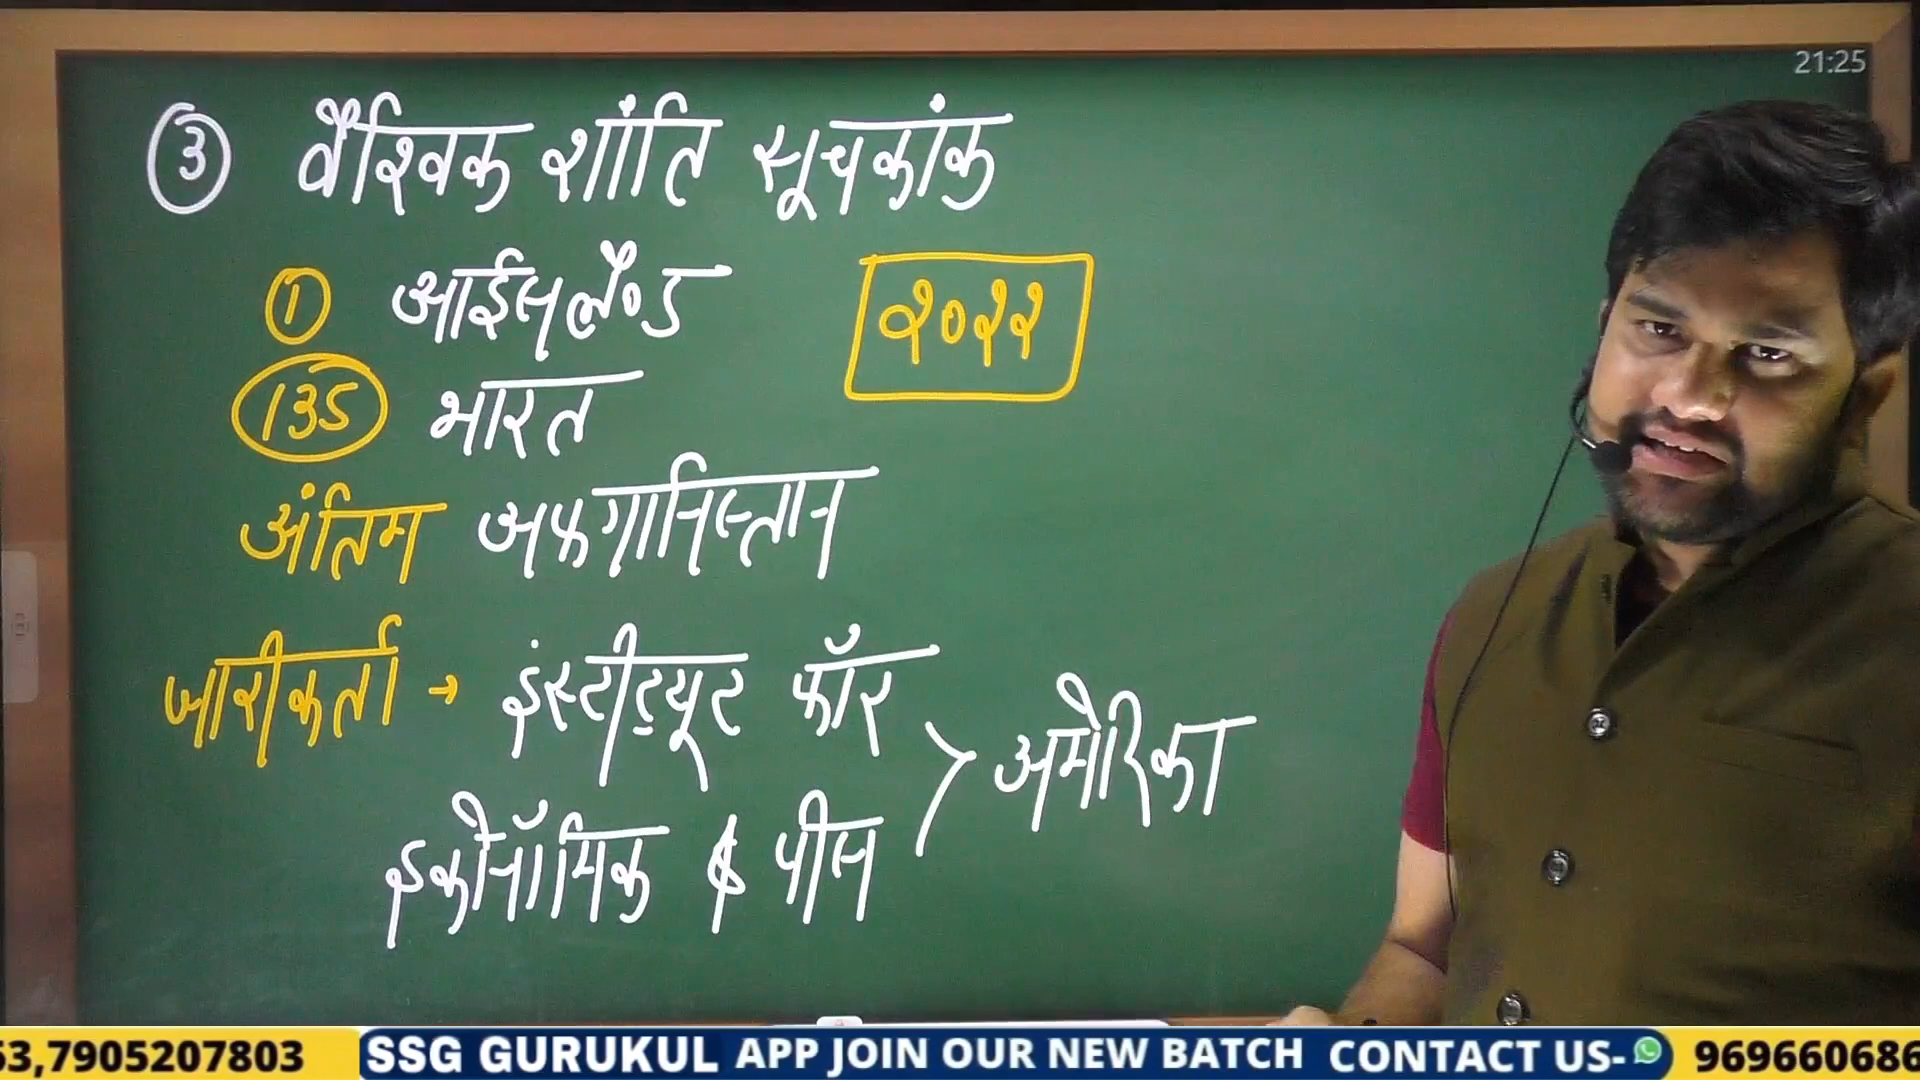 21:25
③ वैश्विक शांति सूचकांक
① आईसलैण्ड
२०२२
135 भारत
अंतिम अफगानिस्तान
जारीकर्ता → इंस्टीट्यूट फॉर
इकोनॉमिक & पीस > अमेरिका
53,7905207803 SSG GURUKUL APP JOIN OUR NEW BATCH CONTACT US- 969660686